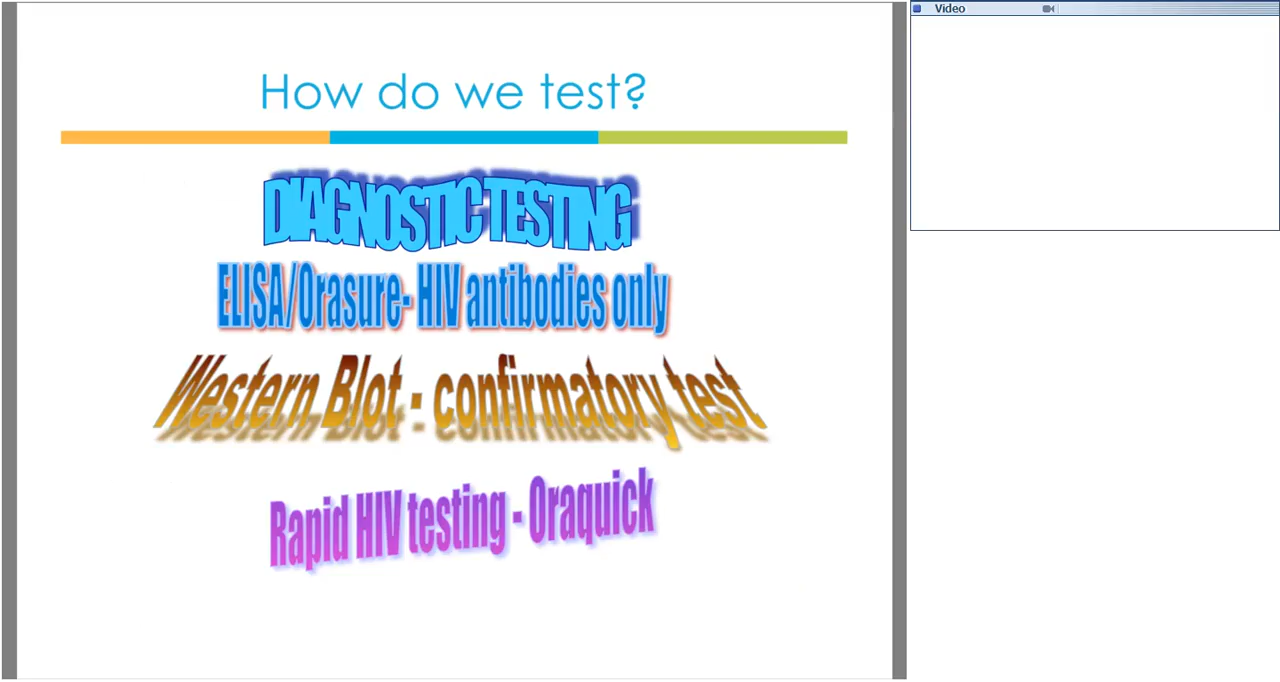 How do we test?
DIAGNOSTIC TESTING
ELISA/Orasure- HIV antibodies only
Western Blot - confirmatory test
Rapid HIV testing - Oraquick
Video